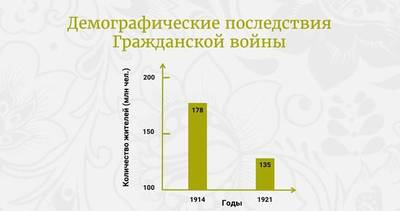 Демографические последствия
Гражданской войны
Количество жителей (млн чел.)
200
150
100
178
135
1914
1921
Годы